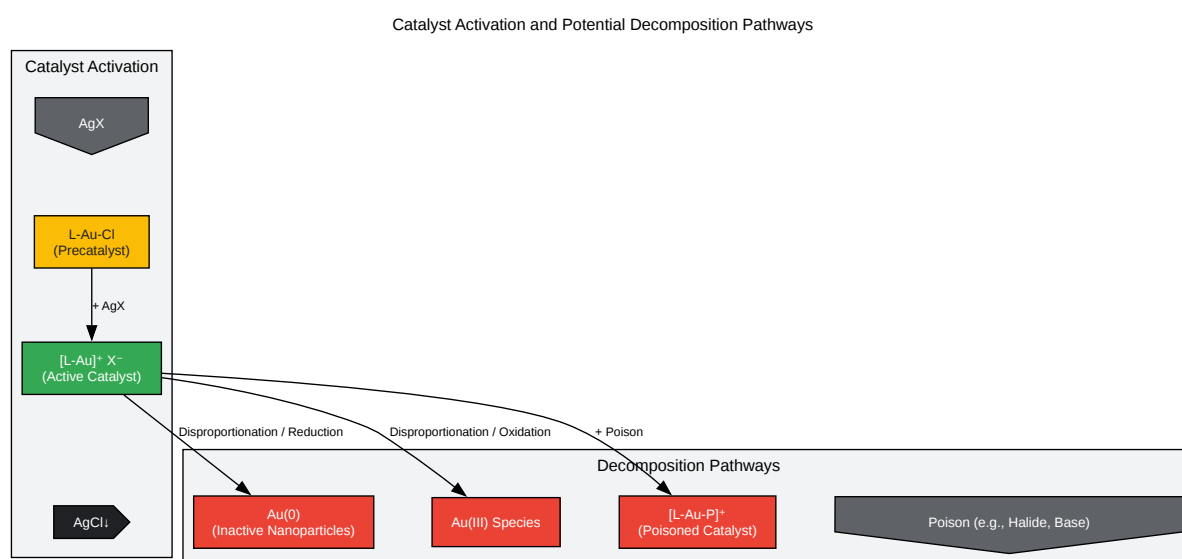 Catalyst Activation and Potential Decomposition Pathways
Catalyst Activation
AgX
L-Au-Cl
(Precatalyst)
+ AgX
[L-Au]⁺ X⁻
(Active Catalyst)
Disproportionation / Reduction
Disproportionation / Oxidation
+ Poison
Decomposition Pathways
AgCl↓
Au(0)
(Inactive Nanoparticles)
Au(III) Species
[L-Au-P]⁺
(Poisoned Catalyst)
Poison (e.g., Halide, Base)